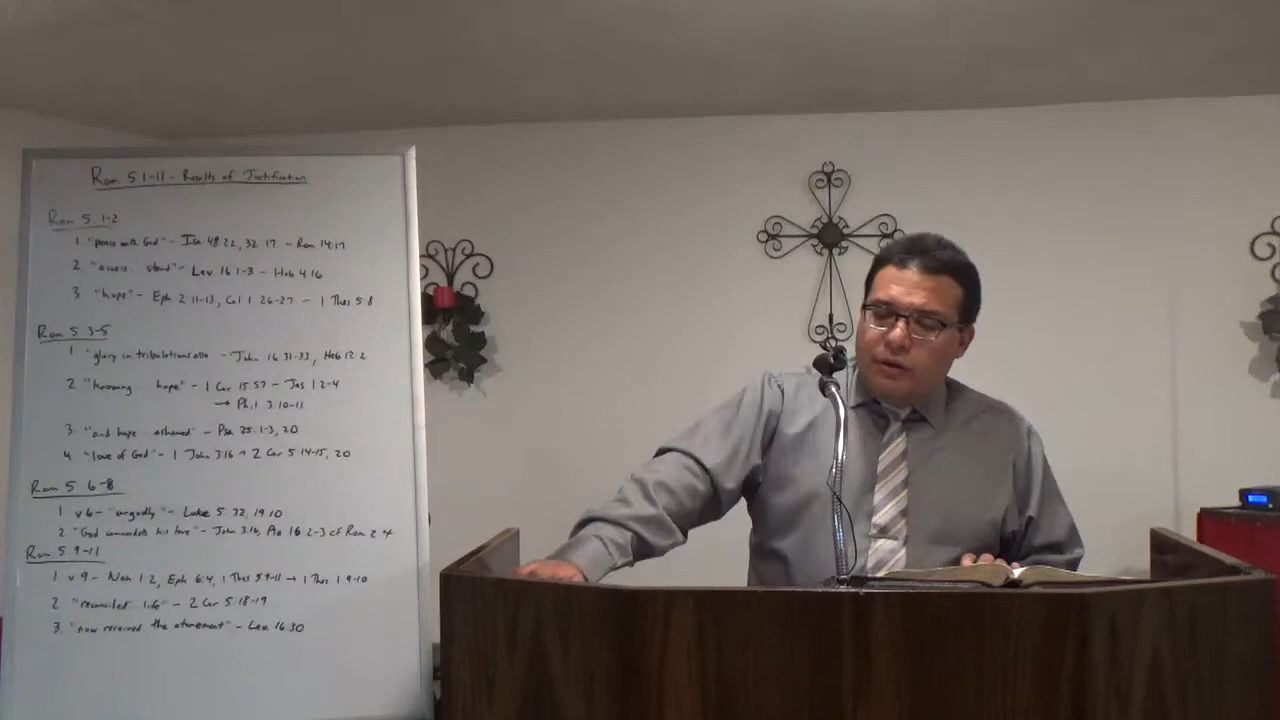 Rom 5 1-11 - Results of Justification
Rom 5 1-2
1 "peace with God" - Isa 48 22, 32 17 - Rom 14:17
2. "access stand" - Lev 16 1-3 - Heb 4 16
3 "hope" - Eph 2 11-13, Col 1 26-27 - 1 Thes 5 8
Rom 5 3-5
1 "glory in tribulations also - John 16 31-33, Heb 12 2
2 "knowing hope" - 1 Cor 15 57 - Jas 1 2-4
→ Phil 3.10-11
3. "and hope ashamed" - Psa 25 1-3, 20
4. "love of God" - 1 John 3 16 2 Cor 5 14-15, 20
Rom 5 6-8
1 v 6 - "ungodly" - Luke 5 32, 19 10
2 "God commendeth his love" - John 3 16, 16 2-3 cf Rom 2 4
Rom 5 9-11
1 v 9 - Nah 1 2, Eph 6 4, 1 Thes 5 9-11 → 1 Thes 1 9-10
2 "reconciled life" - 2 Cor 5 18-19
3. "now received the atonement" - Lev 16 30